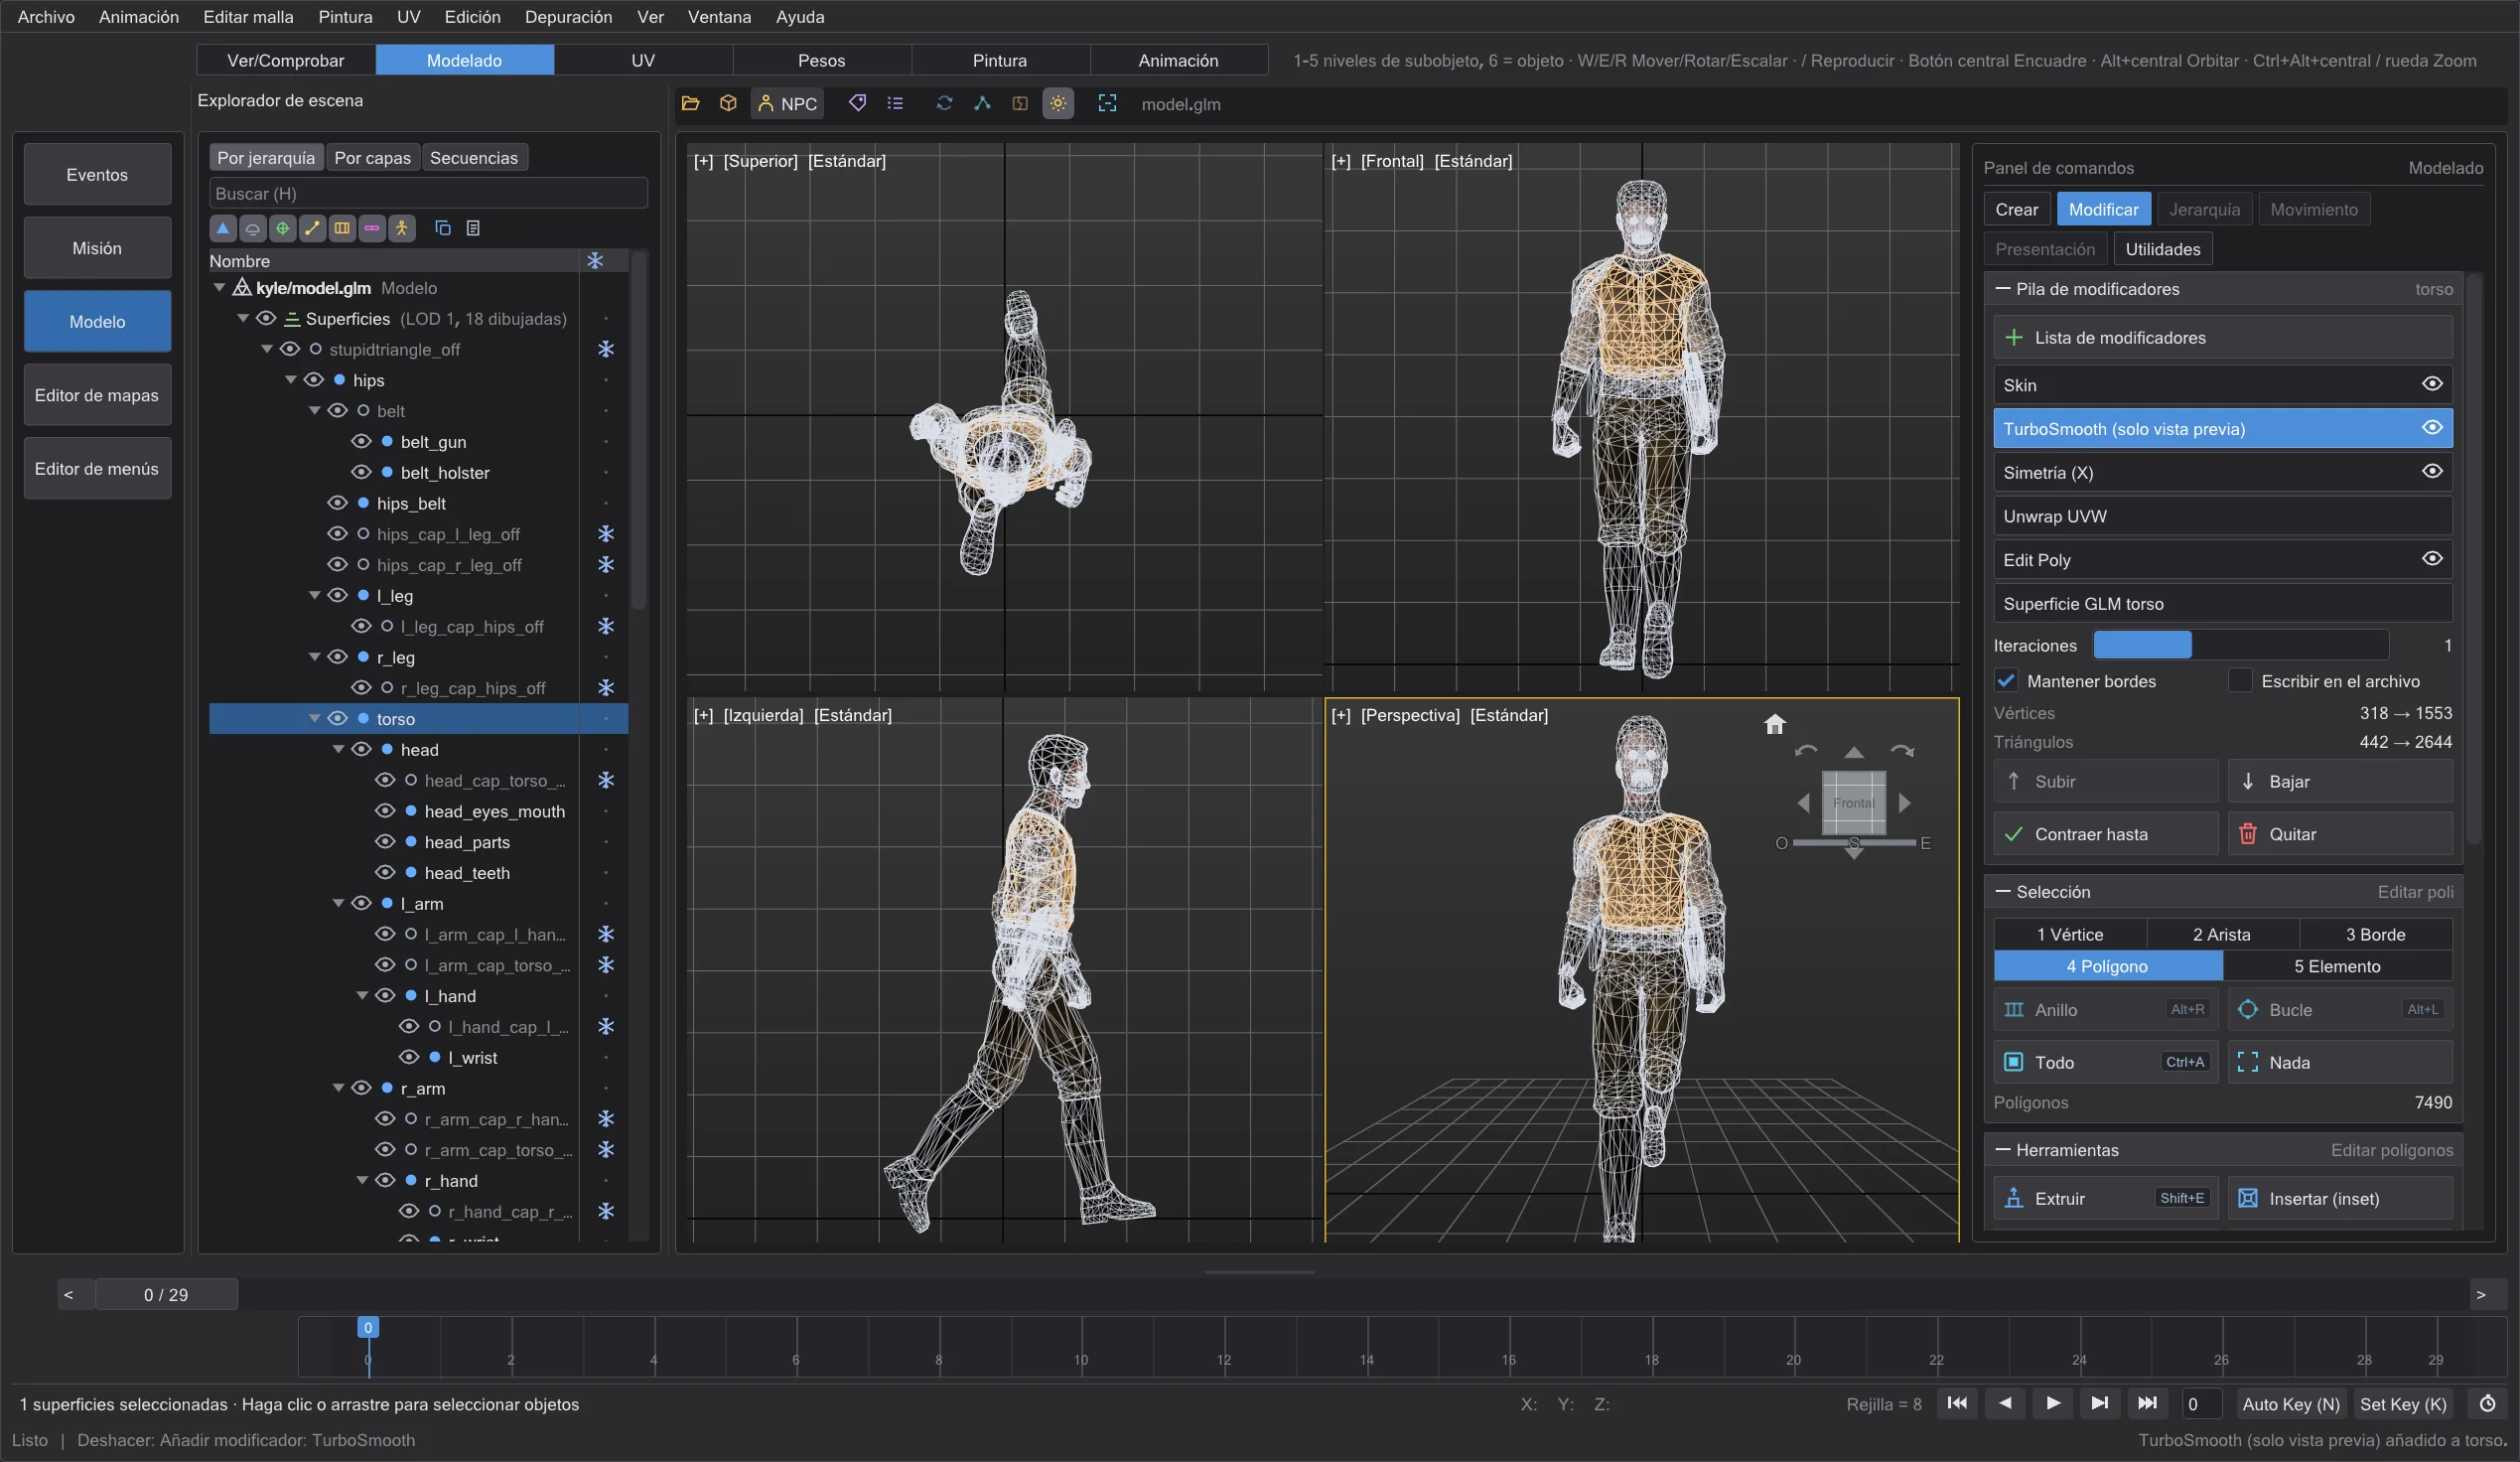 Archivo Animación Editar malla Pintura UV Edición Depuración Ver Ventana Ayuda
Ver/Comprobar Modelado UV Pesos Pintura Animación 1-5 niveles de subobjeto, 6 = objeto · W/E/R Mover/Rotar/Escalar · / Reproducir · Botón central Encuadre · Alt+central Orbitar · Ctrl+Alt+central / rueda Zoom
Explorador de escena
NPC model.glm
Eventos
Misión
Modelo
Editor de mapas
Editor de menús
Por jerarquía Por capas Secuencias
Buscar (H)
Nombre
kyle/model.glm Modelo
Superficies (LOD 1, 18 dibujadas)
stupidtriangle_off
hips
belt
belt_gun
belt_holster
hips_belt
hips_cap_l_leg_off
hips_cap_r_leg_off
l_leg
l_leg_cap_hips_off
r_leg
r_leg_cap_hips_off
torso
head
head_cap_torso_...
head_eyes_mouth
head_parts
head_teeth
l_arm
l_arm_cap_l_han...
l_arm_cap_torso_...
l_hand
l_hand_cap_l_...
l_wrist
r_arm
r_arm_cap_r_han...
r_arm_cap_torso_...
r_hand
r_hand_cap_r_...
r_wrist
[+] [Superior] [Estándar]
[+] [Frontal] [Estándar]
[+] [Izquierda] [Estándar]
[+] [Perspectiva] [Estándar]
Frontal
O S E
Panel de comandos Modelado
Crear Modificar Jerarquía Movimiento
Presentación Utilidades
Pila de modificadores torso
Lista de modificadores
Skin
TurboSmooth (solo vista previa)
Simetría (X)
Unwrap UVW
Edit Poly
Superficie GLM torso
Iteraciones 1
Mantener bordes Escribir en el archivo
Vértices 318 → 1553
Triángulos 442 → 2644
Subir Bajar
Contraer hasta Quitar
Selección Editar poli
1 Vértice 2 Arista 3 Borde
4 Polígono 5 Elemento
Anillo Alt+R Bucle Alt+L
Todo Ctrl+A Nada
Polígonos 7490
Herramientas Editar polígonos
Extruir Shift+E Insertar (inset)
< 0 / 29 >
0
0 2 4 6 8 10 12 14 16 18 20 22 24 26 28 29
1 superficies seleccionadas · Haga clic o arrastre para seleccionar objetos X: Y: Z: Rejilla = 8 0 Auto Key (N) Set Key (K)
Listo | Deshacer: Añadir modificador: TurboSmooth TurboSmooth (solo vista previa) añadido a torso.